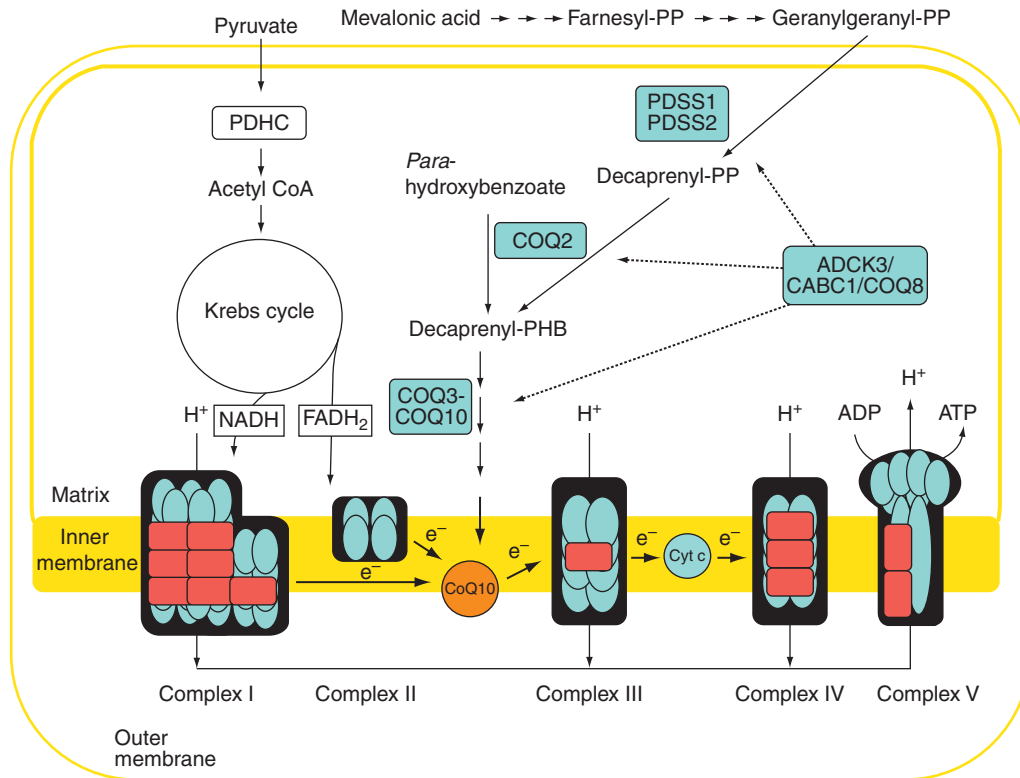 Mevalonic acid Farnesyl-PP Geranylgeranyl-PP
Pyruvate
PDSS1
PDSS2
PDHC
Para-
hydroxybenzoate
Decaprenyl-PP
Acetyl CoA
COQ2
ADCK3/
CABC1/COQ8
Krebs cycle
Decaprenyl-PHB
COQ3-
COQ10
H⁺
NADH
FADH₂
H⁺
H⁺
ADP
H⁺
ATP
Matrix
Inner
membrane
e⁻
e⁻
CoQ10
e⁻
e⁻
Cyt c
e⁻
Complex I
Complex II
Complex III
Complex IV
Complex V
Outer
membrane